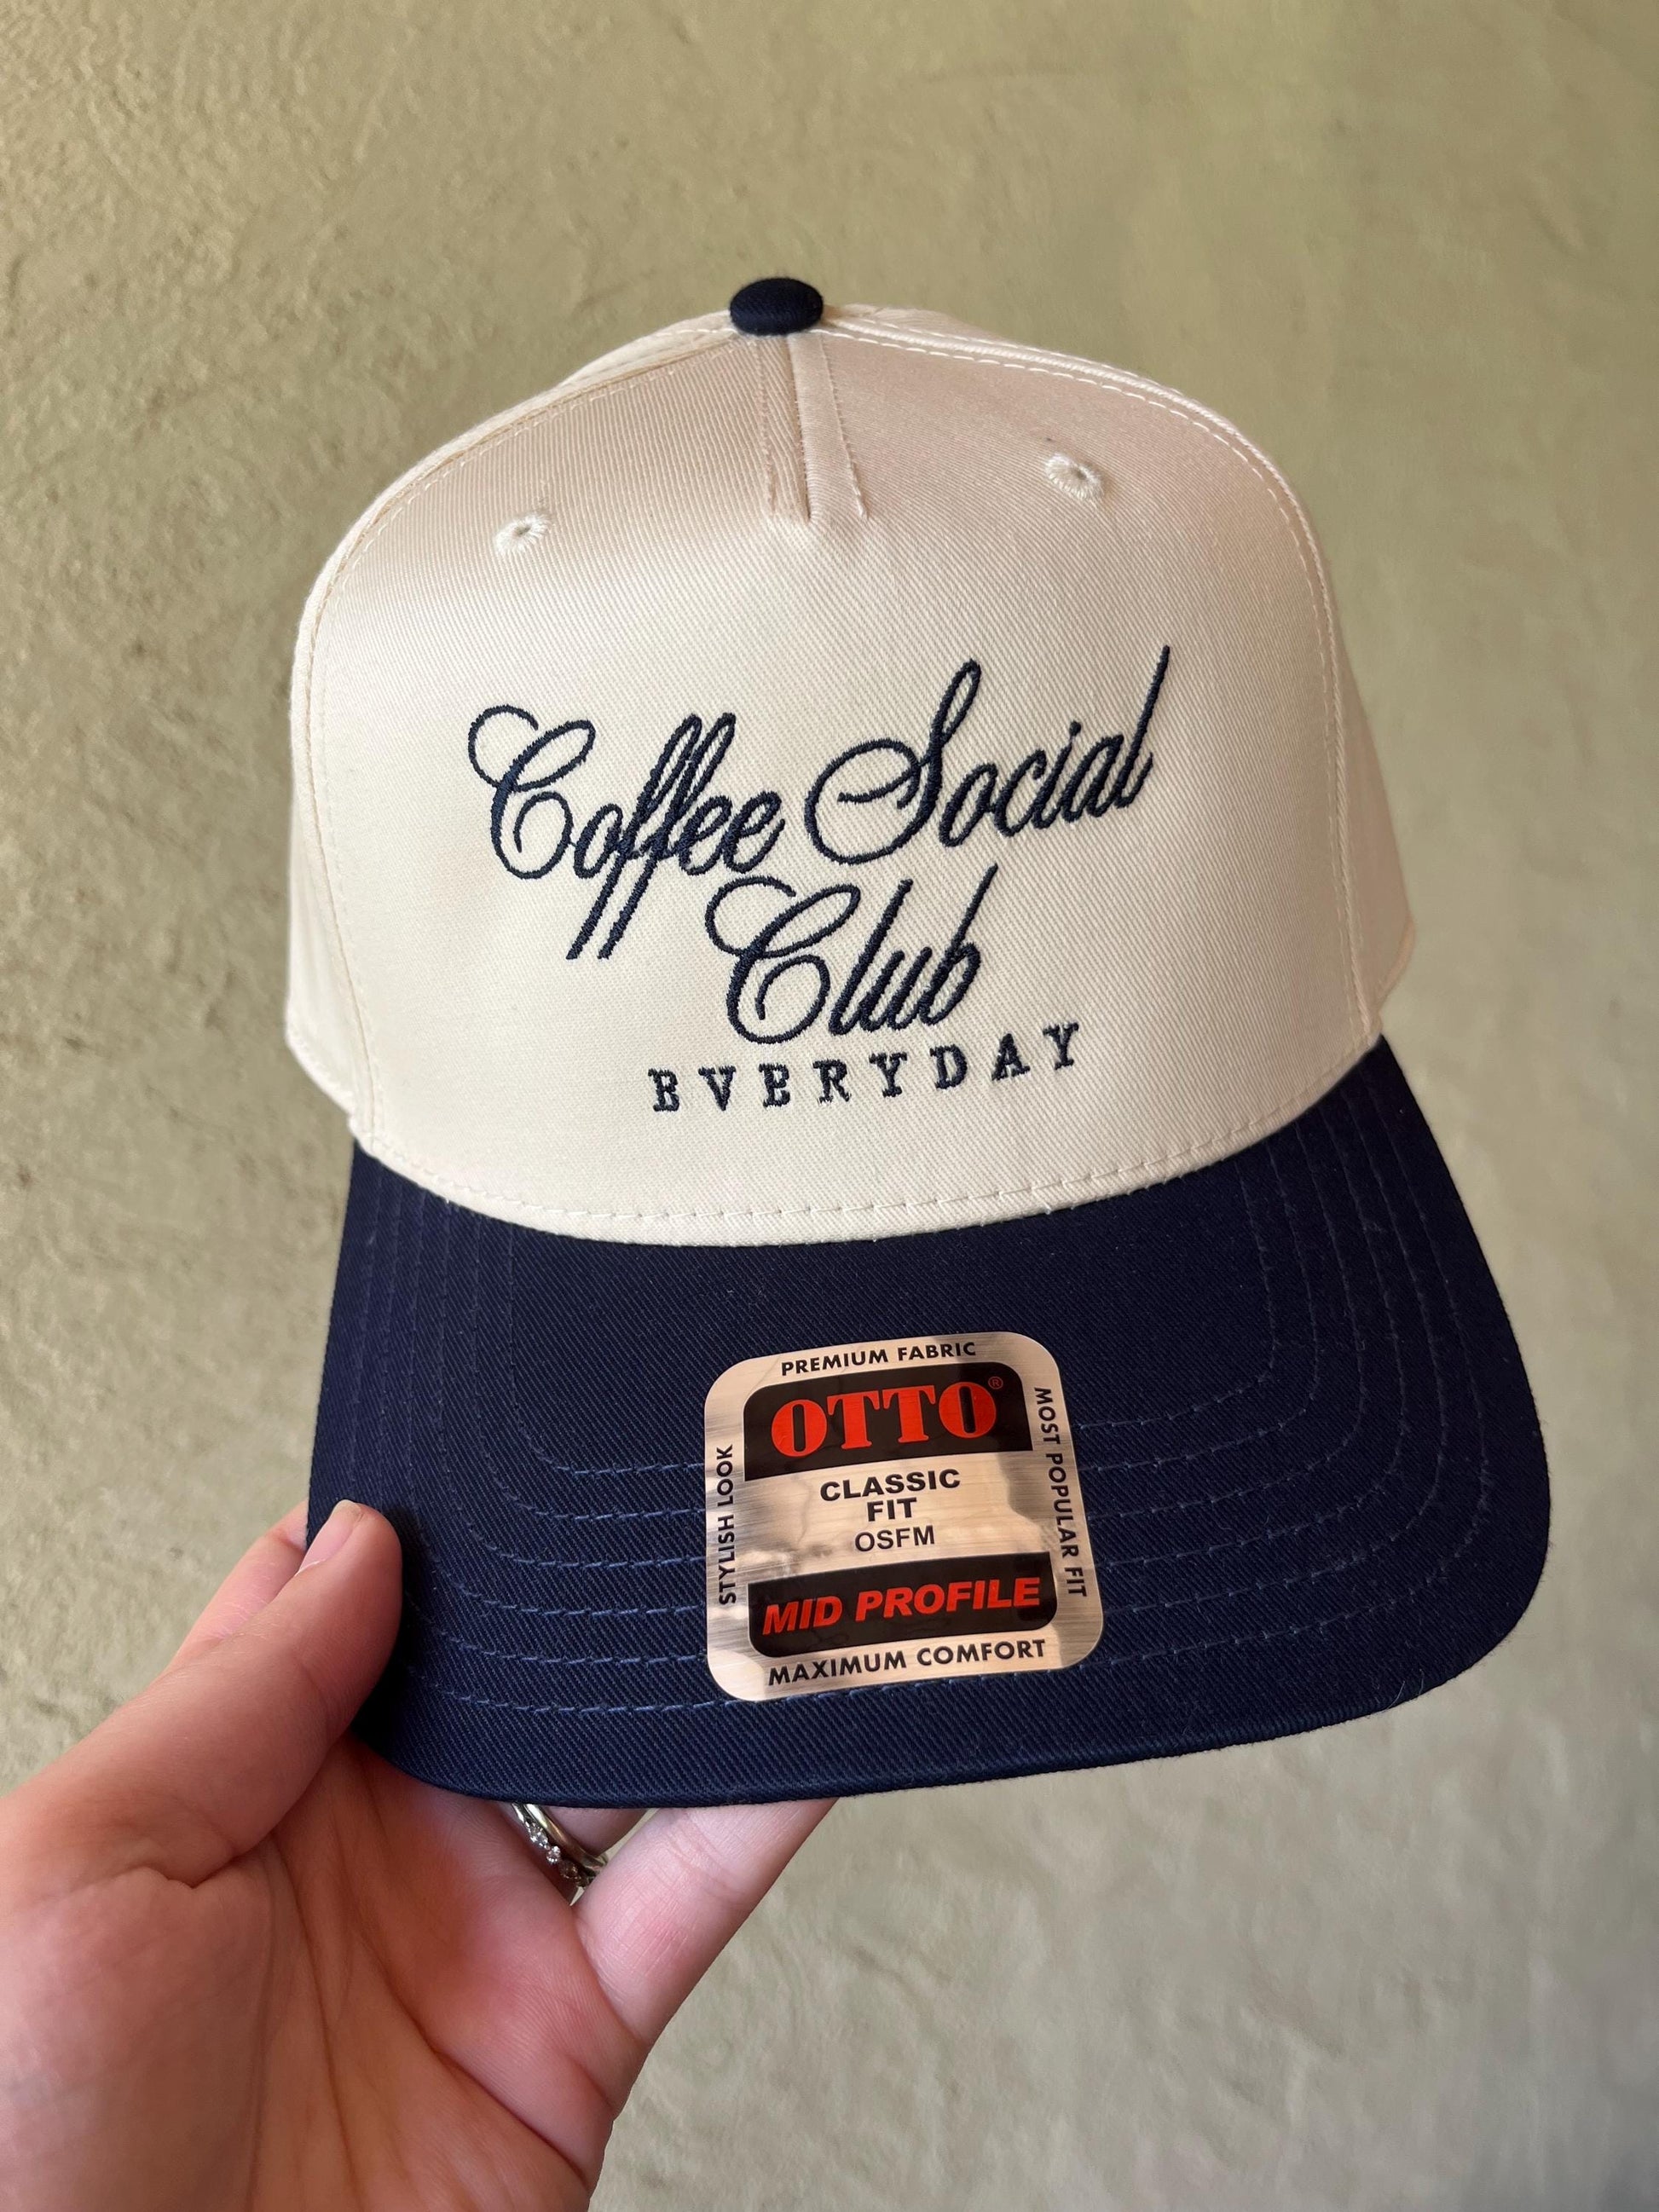 Coffee Social
Club
EVERYDAY
PREMIUM FABRIC
OTTO®
CLASSIC
FIT
OSFM
MID PROFILE
MAXIMUM COMFORT
STYLISH LOOK
MOST POPULAR FIT